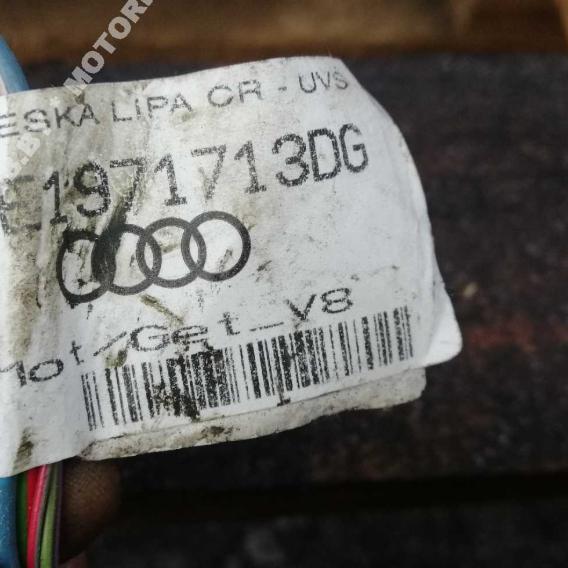 ESKA LIPA CR - UVS
E1971713DG
Mot/Get_V8